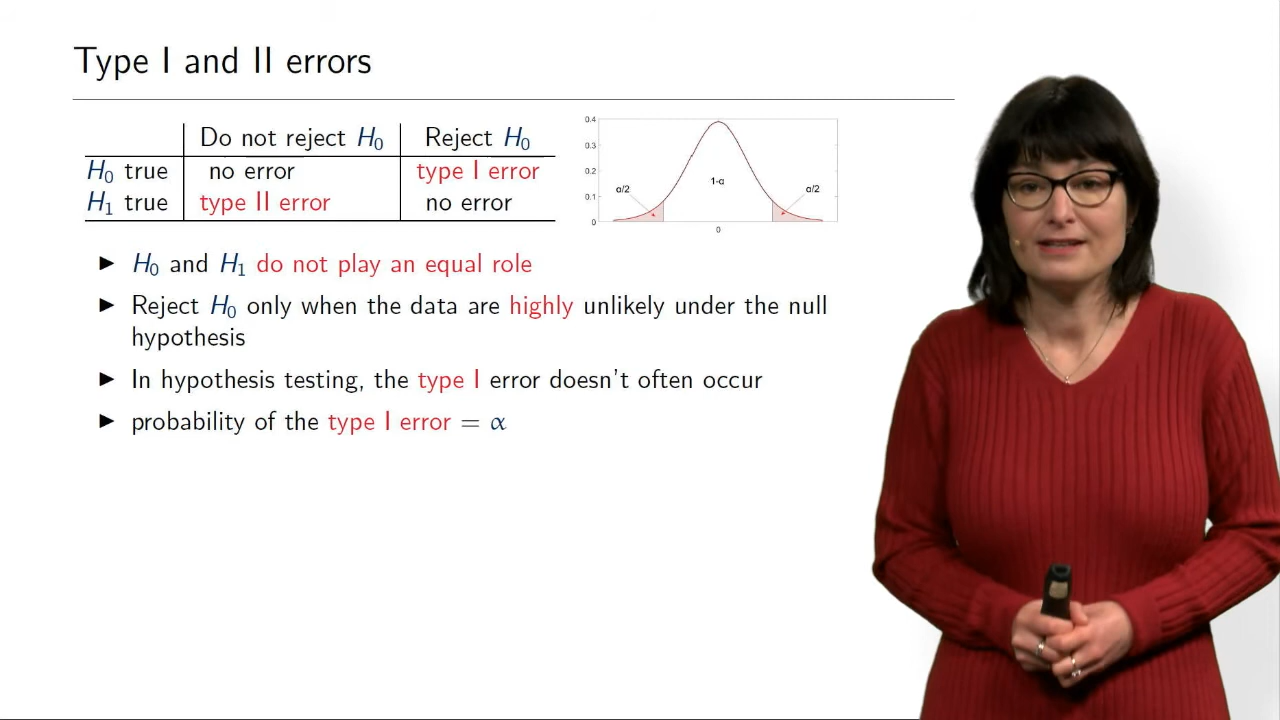 Type I and II errors
Do not reject H₀ Reject H₀
H₀ true no error type I error
H₁ true type II error no error
0.4
0.3
0.2
0.1
0
α/2
1-α
α/2
0
H₀ and H₁ do not play an equal role
Reject H₀ only when the data are highly unlikely under the null
hypothesis
In hypothesis testing, the type I error doesn't often occur
probability of the type I error = α